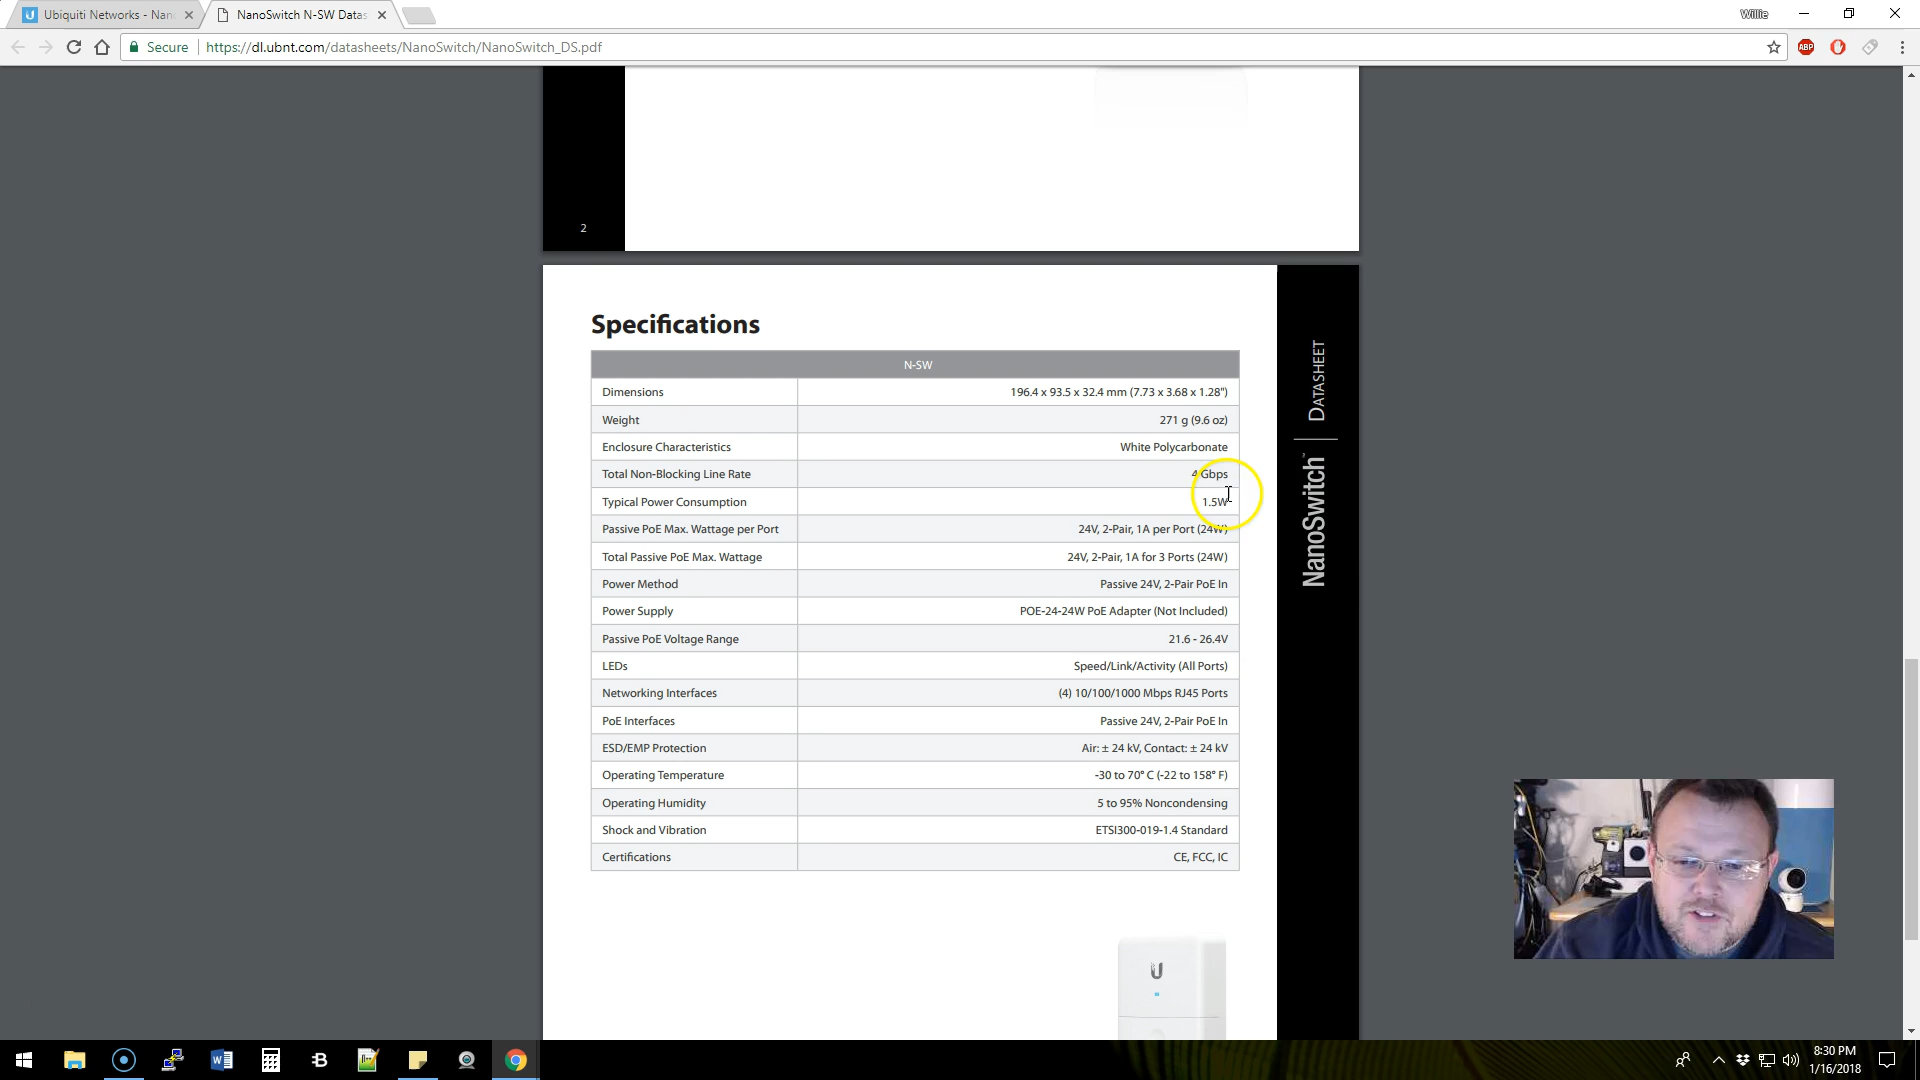 Ubiquiti Networks - Nan
NanoSwitch N-SW Datas
Willie
Secure
https://dl.ubnt.com/datasheets/NanoSwitch/NanoSwitch_DS.pdf
ABP
2
Specifications
N-SW
Dimensions 196.4 x 93.5 x 32.4 mm (7.73 x 3.68 x 1.28")
Weight 271 g (9.6 oz)
Enclosure Characteristics White Polycarbonate
Total Non-Blocking Line Rate 4 Gbps
Typical Power Consumption 1.5W
Passive PoE Max. Wattage per Port 24V, 2-Pair, 1A per Port (24W)
Total Passive PoE Max. Wattage 24V, 2-Pair, 1A for 3 Ports (24W)
Power Method Passive 24V, 2-Pair PoE In
Power Supply POE-24-24W PoE Adapter (Not Included)
Passive PoE Voltage Range 21.6 - 26.4V
LEDs Speed/Link/Activity (All Ports)
Networking Interfaces (4) 10/100/1000 Mbps RJ45 Ports
PoE Interfaces Passive 24V, 2-Pair PoE In
ESD/EMP Protection Air: ± 24 kV, Contact: ± 24 kV
Operating Temperature -30 to 70° C (-22 to 158° F)
Operating Humidity 5 to 95% Noncondensing
Shock and Vibration ETSI300-019-1.4 Standard
Certifications CE, FCC, IC
NanoSwitch™ | DATASHEET
8:30 PM
1/16/2018